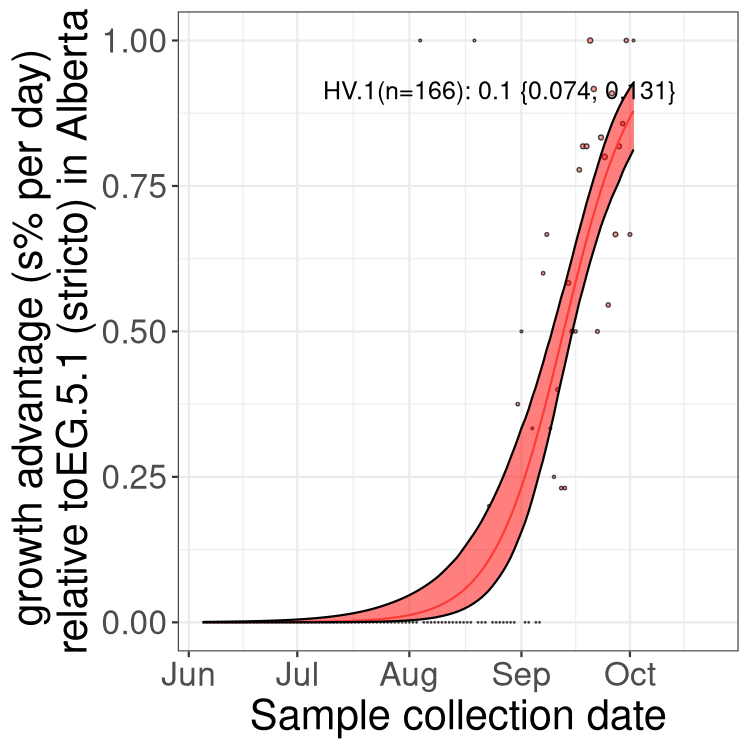 growth advantage (s% per day)
relative toEG.5.1 (stricto) in Alberta
1.00
0.75
0.50
0.25
0.00
HV.1(n=166): 0.1 {0.074, 0.131}
Jun Jul Aug Sep Oct
Sample collection date